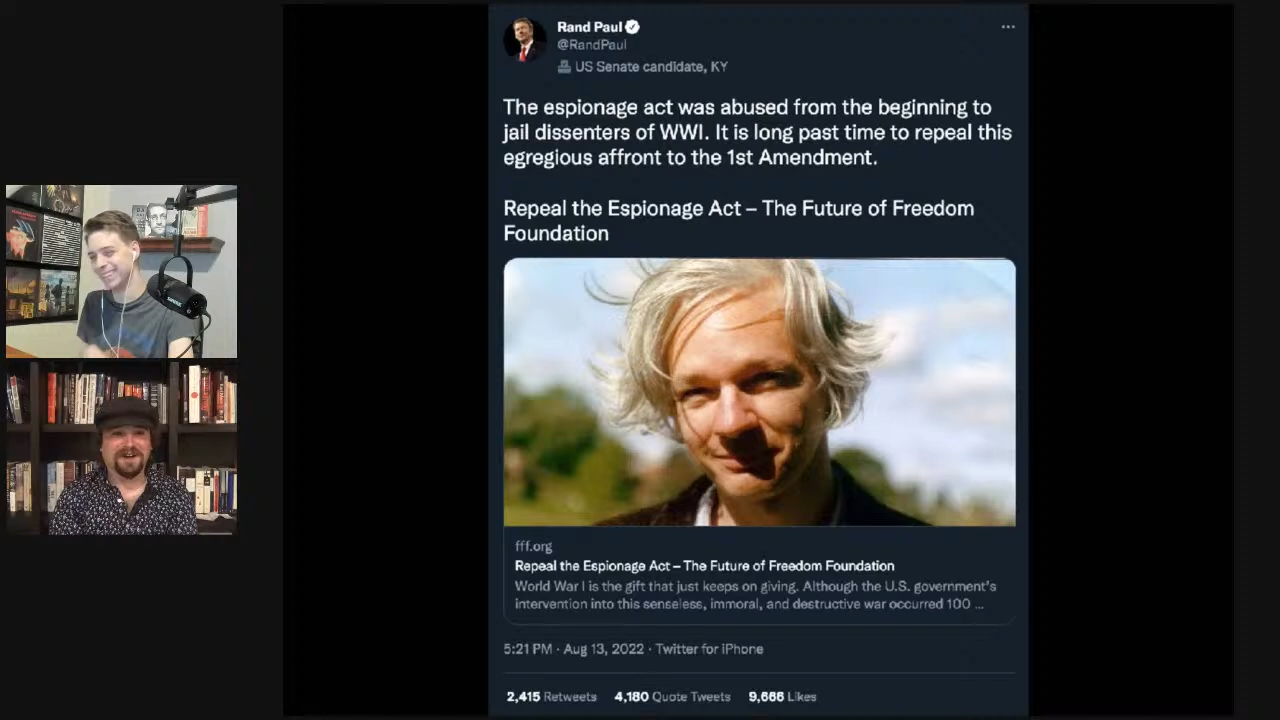 Rand Paul
@RandPaul
US Senate candidate, KY
The espionage act was abused from the beginning to
jail dissenters of WWI. It is long past time to repeal this
egregious affront to the 1st Amendment.
Repeal the Espionage Act – The Future of Freedom
Foundation
fff.org
Repeal the Espionage Act – The Future of Freedom Foundation
World War I is the gift that just keeps on giving. Although the U.S. government's
intervention into this senseless, immoral, and destructive war occurred 100 ...
5:21 PM · Aug 13, 2022 · Twitter for iPhone
2,415 Retweets 4,180 Quote Tweets 9,666 Likes